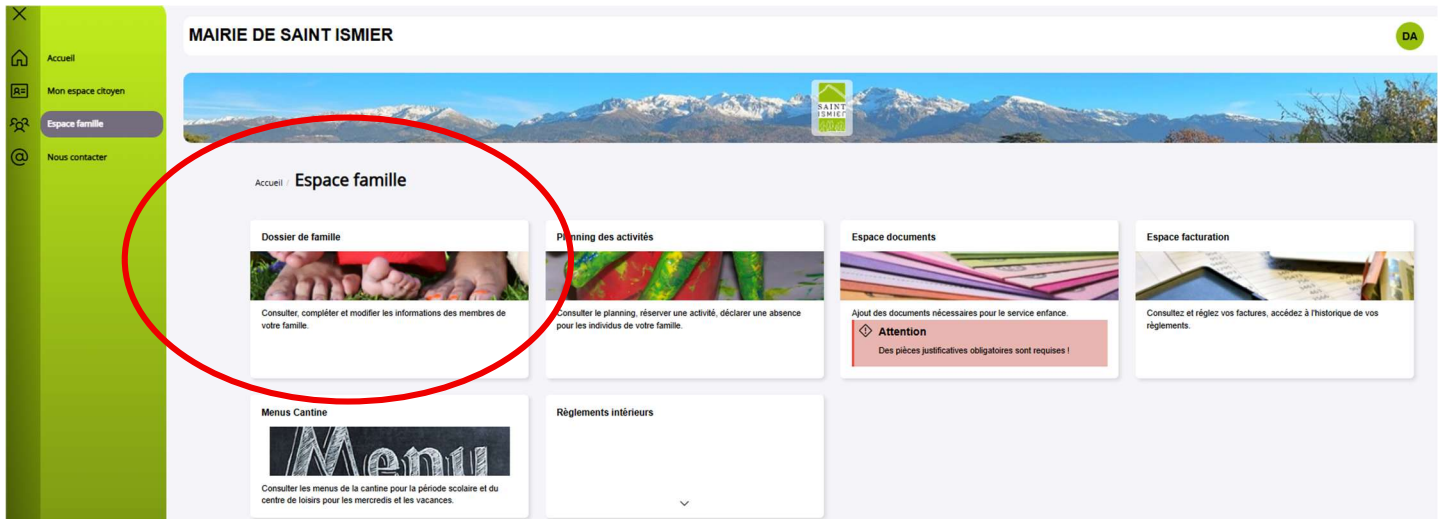 MAIRIE DE SAINT ISMIER
DA
Accueil
Mon espace citoyen
Espace famille
Nous contacter
SAINT
ISMIER
Accueil / Espace famille
Dossier de famille
Consulter, compléter et modifier les informations des membres de
votre famille.
Planning des activités
Consulter le planning, réserver une activité, déclarer une absence
pour les individus de votre famille.
Espace documents
Ajout des documents nécessaires pour le service enfance.
Attention
Des pièces justificatives obligatoires sont requises !
Espace facturation
Consultez et réglez vos factures, accédez à l'historique de vos
règlements.
Menus Cantine
Menu
Consulter les menus de la cantine pour la période scolaire et du
centre de loisirs pour les mercredis et les vacances.
Règlements intérieurs